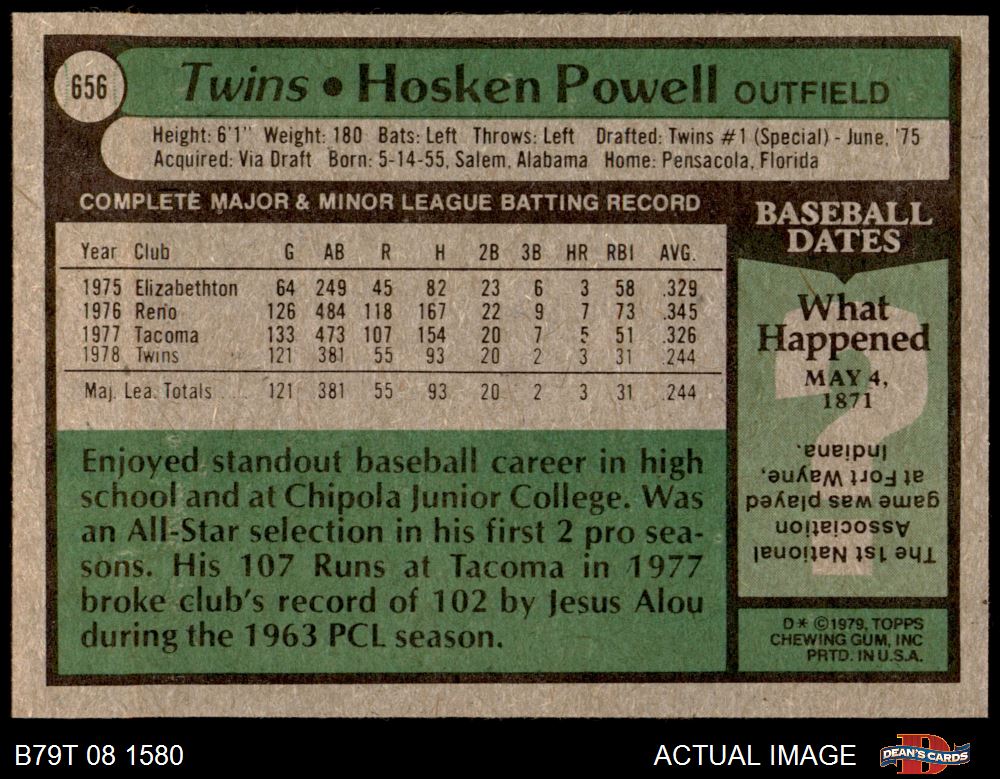 656
Twins • Hosken Powell OUTFIELD
Height: 6'1" Weight: 180 Bats: Left Throws: Left Drafted: Twins #1 (Special) - June, '75
Acquired: Via Draft Born: 5-14-55, Salem, Alabama Home: Pensacola, Florida
COMPLETE MAJOR & MINOR LEAGUE BATTING RECORD
Year Club G AB R H 2B 3B HR RBI AVG.
1975 Elizabethton 64 249 45 82 23 6 3 58 .329
1976 Reno 126 484 118 167 22 9 7 73 .345
1977 Tacoma 133 473 107 154 20 7 5 51 .326
1978 Twins 121 381 55 93 20 2 3 31 .244
Maj. Lea. Totals 121 381 55 93 20 2 3 31 .244
Enjoyed standout baseball career in high
school and at Chipola Junior College. Was
an All-Star selection in his first 2 pro sea-
sons. His 107 Runs at Tacoma in 1977
broke club's record of 102 by Jesus Alou
during the 1963 PCL season.
BASEBALL
DATES
What
Happened
MAY 4,
1871
The 1st National
Association
game was played
at Fort Wayne,
Indiana.
D* ©1979, TOPPS
CHEWING GUM, INC
PRTD. IN U.S.A.
B79T 08 1580
ACTUAL IMAGE
DEAN'S CARDS